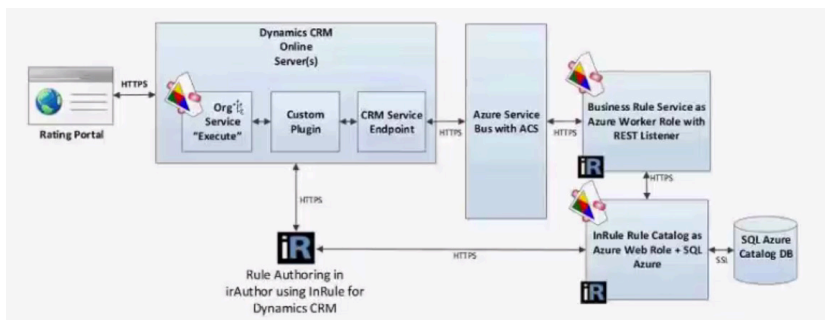 Dynamics CRM
Online
Server(s)
HTTPS
Rating Portal
Org
Service
"Execute"
Custom
Plugin
CRM Service
Endpoint
HTTPS
Azure Service
Bus with ACS
HTTPS
Business Rule Service as
Azure Worker Role with
REST Listener
iR
HTTPS
HTTPS
iR
Rule Authoring in
irAuthor using InRule for
Dynamics CRM
HTTPS
InRule Rule Catalog as
Azure Web Role + SQL
Azure
iR
SSL
SQL Azure
Catalog DB